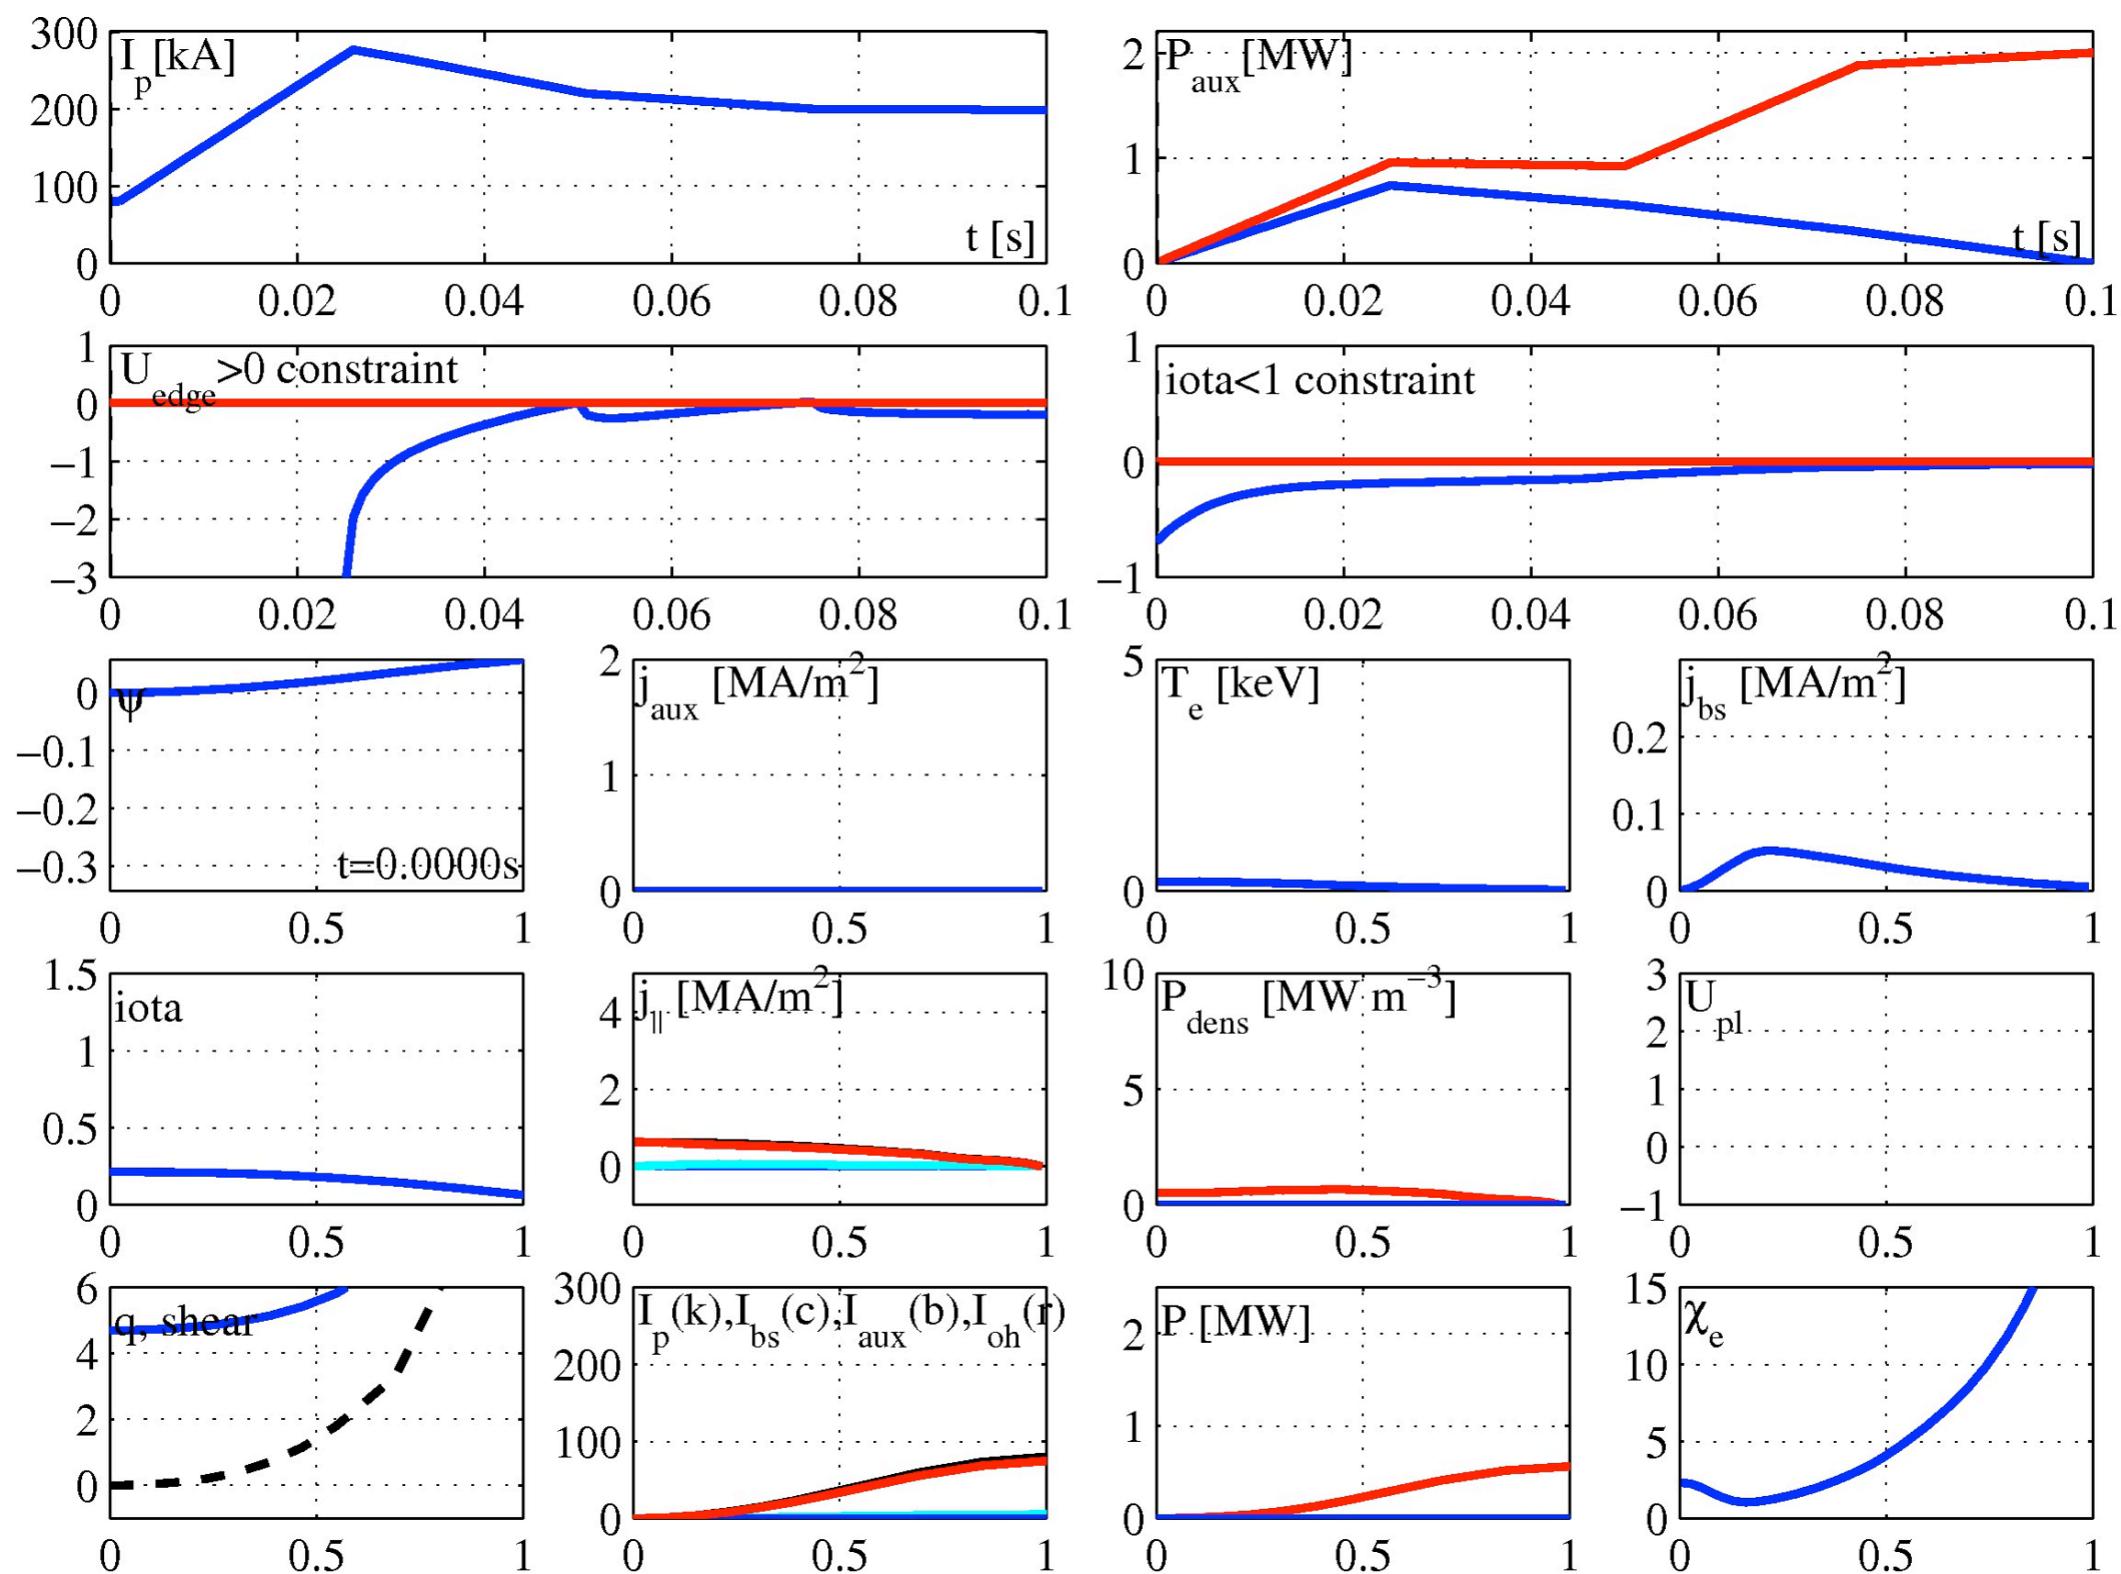 300
200
100
0
I_p[kA]
t [s]
0 0.02 0.04 0.06 0.08 0.1
2
1
0
P_aux[MW]
t [s]
0 0.02 0.04 0.06 0.08 0.1
1
0
−1
−2
−3
U_edge>0 constraint
0 0.02 0.04 0.06 0.08 0.1
1
0
−1
iota<1 constraint
0 0.02 0.04 0.06 0.08 0.1
0
−0.1
−0.2
−0.3
ψ
t=0.0000s
0 0.5 1
2
1
0
j_aux [MA/m²]
0 0.5 1
5
0
T_e [keV]
0 0.5 1
0.2
0.1
0
j_bs [MA/m²]
0 0.5 1
1.5
1
0.5
0
iota
0 0.5 1
4
2
0
j_|| [MA/m²]
0 0.5 1
10
5
0
P_dens [MW m⁻³]
0 0.5 1
3
2
1
0
−1
U_pl
0 0.5 1
6
4
2
0
q, shear
0 0.5 1
300
200
100
0
I_p(k),I_bs(c),I_aux(b),I_oh(r)
0 0.5 1
2
1
0
P [MW]
0 0.5 1
15
10
5
0
χ_e
0 0.5 1